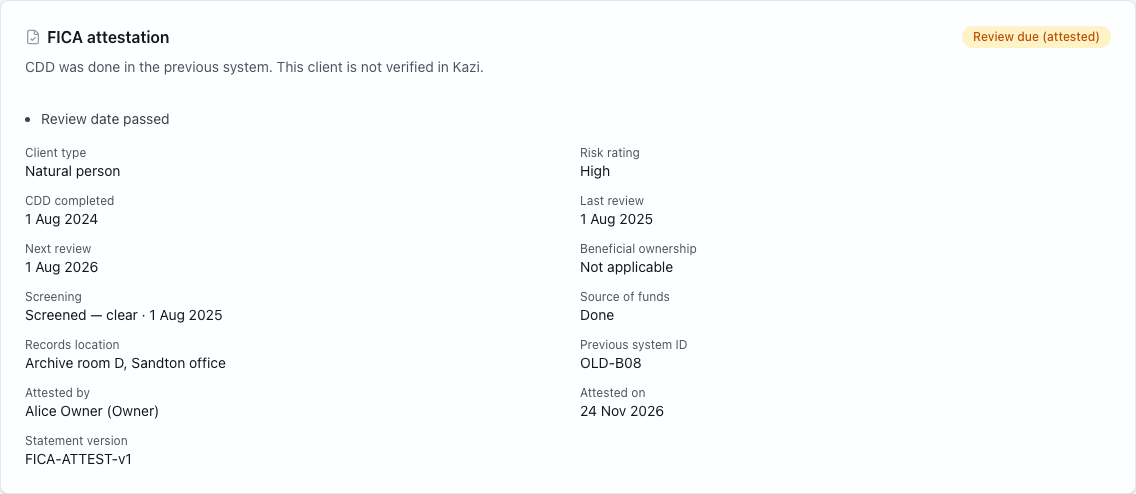 FICA attestation
Review due (attested)
CDD was done in the previous system. This client is not verified in Kazi.
• Review date passed
Client type
Natural person
Risk rating
High
CDD completed
1 Aug 2024
Last review
1 Aug 2025
Next review
1 Aug 2026
Beneficial ownership
Not applicable
Screening
Screened — clear · 1 Aug 2025
Source of funds
Done
Records location
Archive room D, Sandton office
Previous system ID
OLD-B08
Attested by
Alice Owner (Owner)
Attested on
24 Nov 2026
Statement version
FICA-ATTEST-v1